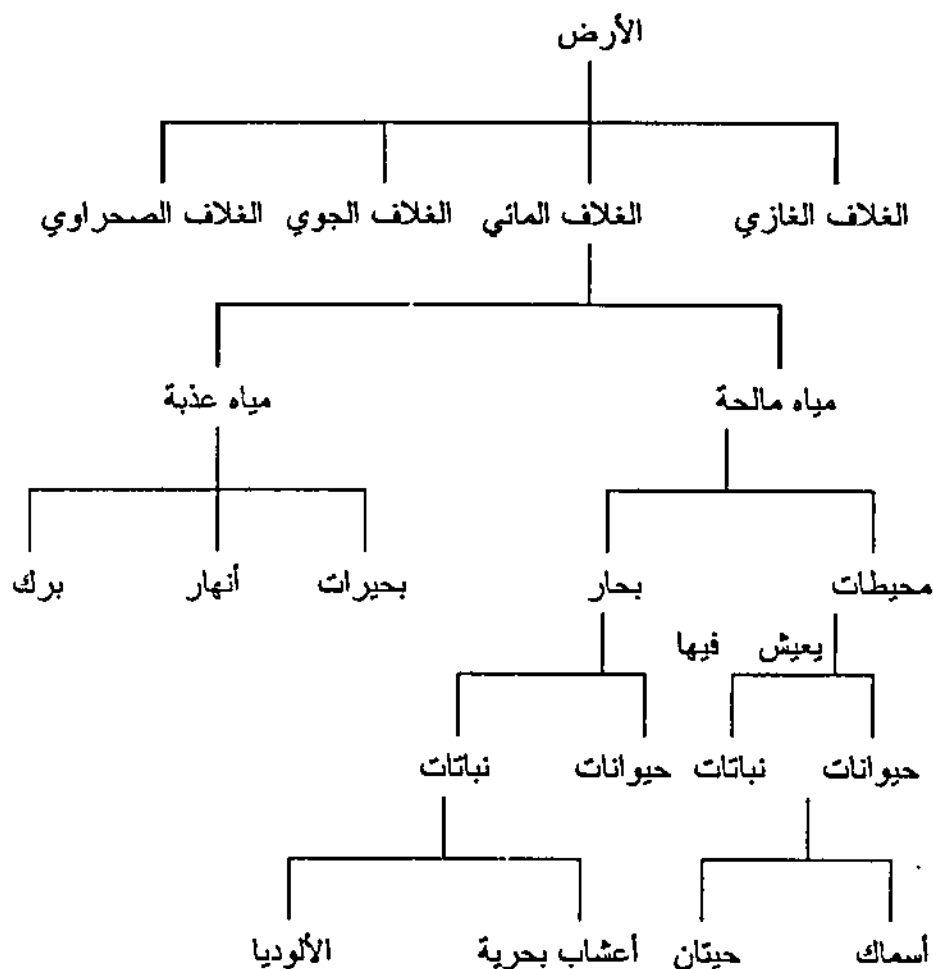 الأرض
الغلاف الغازي الغلاف المائي الغلاف الجوي الغلاف الصحراوي
مياه مالحة مياه عذبة
محيطات بحار بحيرات أنهار برك
يعيش فيها
حيوانات نباتات حيوانات نباتات
أسماك حيتان أعشاب بحرية الألوديا